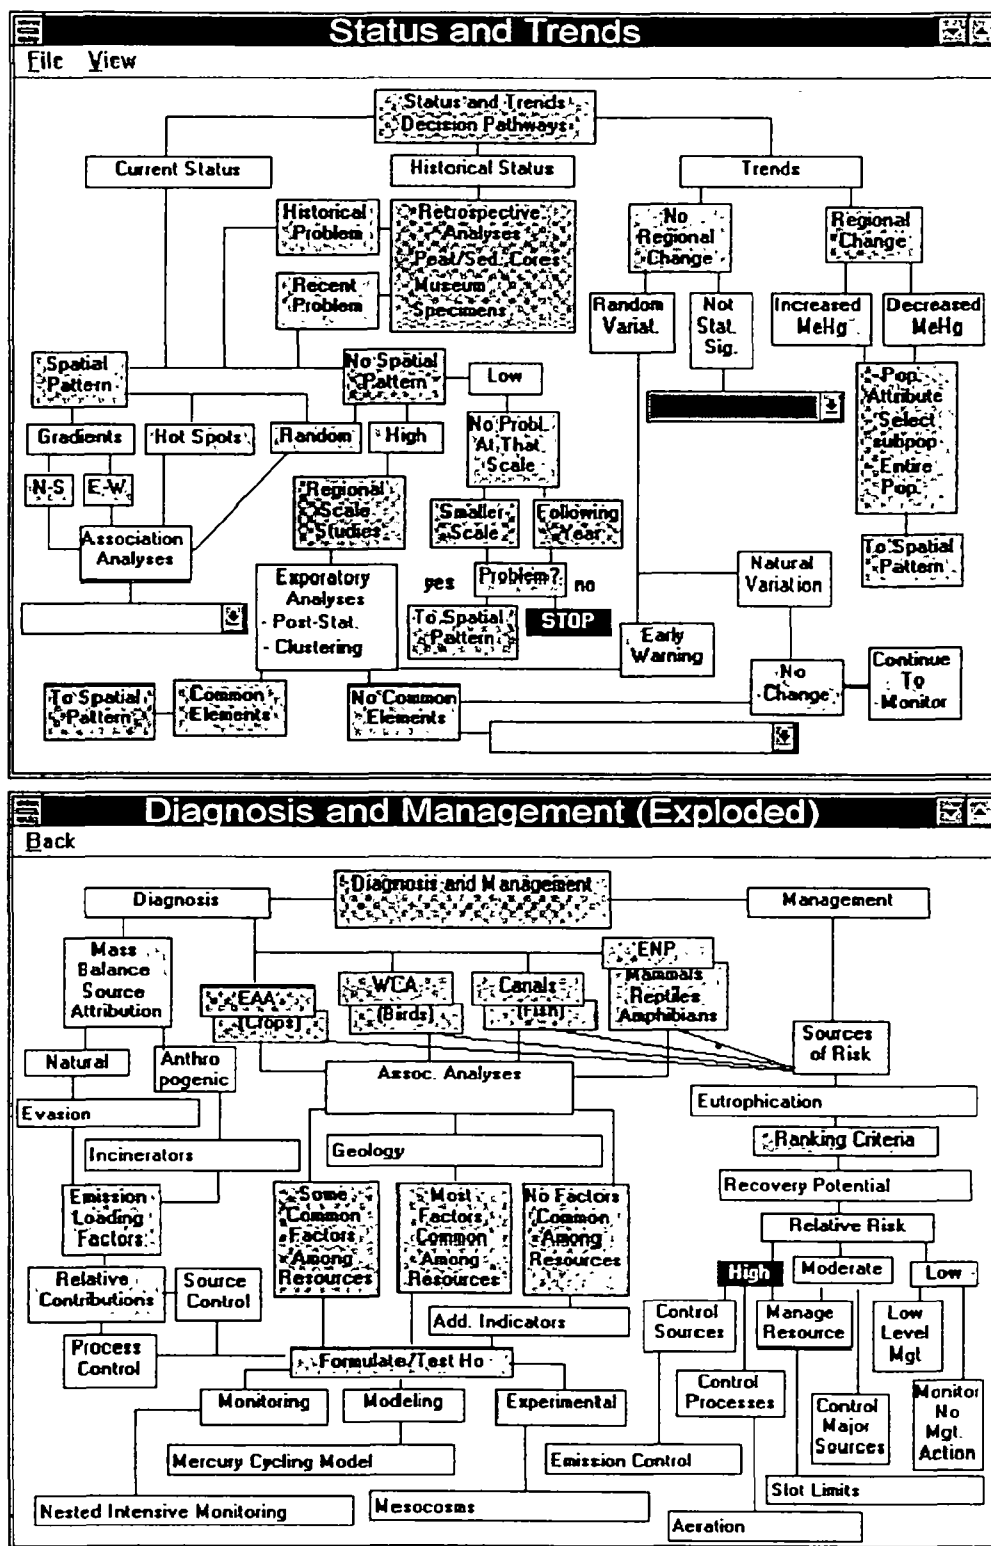 Status and Trends
File View
Status and Trends
Decision Pathways
Current Status
Historical Status
Trends
Historical
Problem
Retrospective
Analyses
Peat/Sed. Cores
Museum
Specimens
No
Regional
Change
Regional
Change
Recent
Problem
Random
Variat.
Not
Stat.
Sig.
Increased
MeHg
Decreased
MeHg
Spatial
Pattern
No Spatial
Pattern
Low
Pop.
Attribute
Select
subpop
Entire
Pop.
Gradients
Hot Spots
Random
High
No Probl.
At That
Scale
N-S
E-W.
Regional
Scale
Studies
Smaller
Scale
Following
Year
Association
Analyses
To Spatial
Pattern
Exporatory
Analyses
- Post-Stat.
- Clustering
yes
Problem?
no
Natural
Variation
To Spatial
Pattern
STOP
Early
Warning
To Spatial
Pattern
Common
Elements
No Common
Elements
No
Change
Continue
To
Monitor
Diagnosis and Management (Exploded)
Back
Diagnosis
Diagnosis and Management
Management
Mass
Balance
Source
Attribution
EAA
(Crops)
WCA
(Birds)
Canals
(Fish)
ENP
Mammals
Reptiles
Amphibians
Sources
of Risk
Natural
Anthro
pogenic
Assoc. Analyses
Evasion
Eutrophication
Incinerators
Geology
Ranking Criteria
Emission
Loading
Factors
Some
Common
Factors
Among
Resources
Most
Factors
Common
Among
Resources
No Factors
Common
Among
Resources
Recovery Potential
Relative Risk
Relative
Contributions
Source
Control
High
Moderate
Low
Add. Indicators
Control
Sources
Manage
Resource
Low
Level
Mgt
Process
Control
Formulate/Test Ho
Control
Processes
Monitoring
Modeling
Experimental
Control
Major
Sources
Monitor
No
Mgt.
Action
Mercury Cycling Model
Emission Control
Slot Limits
Nested Intensive Monitoring
Mesocosms
Aeration